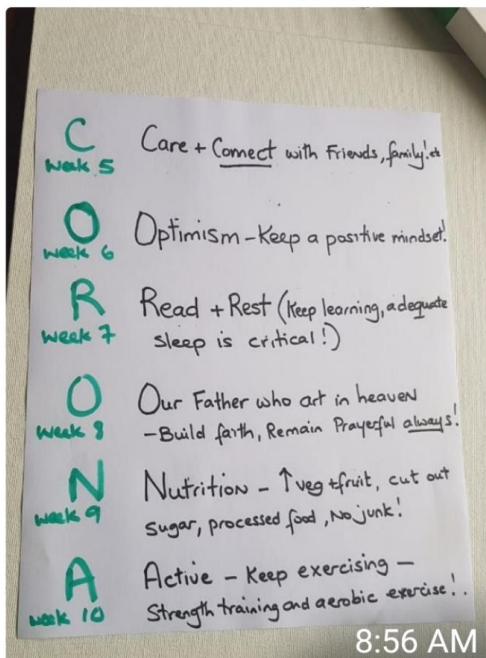 C Care + Connect with Friends, family! etc
week 5
O Optimism - Keep a positive mindset!
week 6
R Read + Rest (Keep learning, adequate
week 7 sleep is critical!)
O Our Father who art in heaven
week 8 - Build faith, Remain Prayerful always!
N Nutrition - ↑ veg + fruit, cut out
week 9 sugar, processed food, No junk!
A Active - Keep exercising -
week 10 Strength training and aerobic exercise!..
8:56 AM